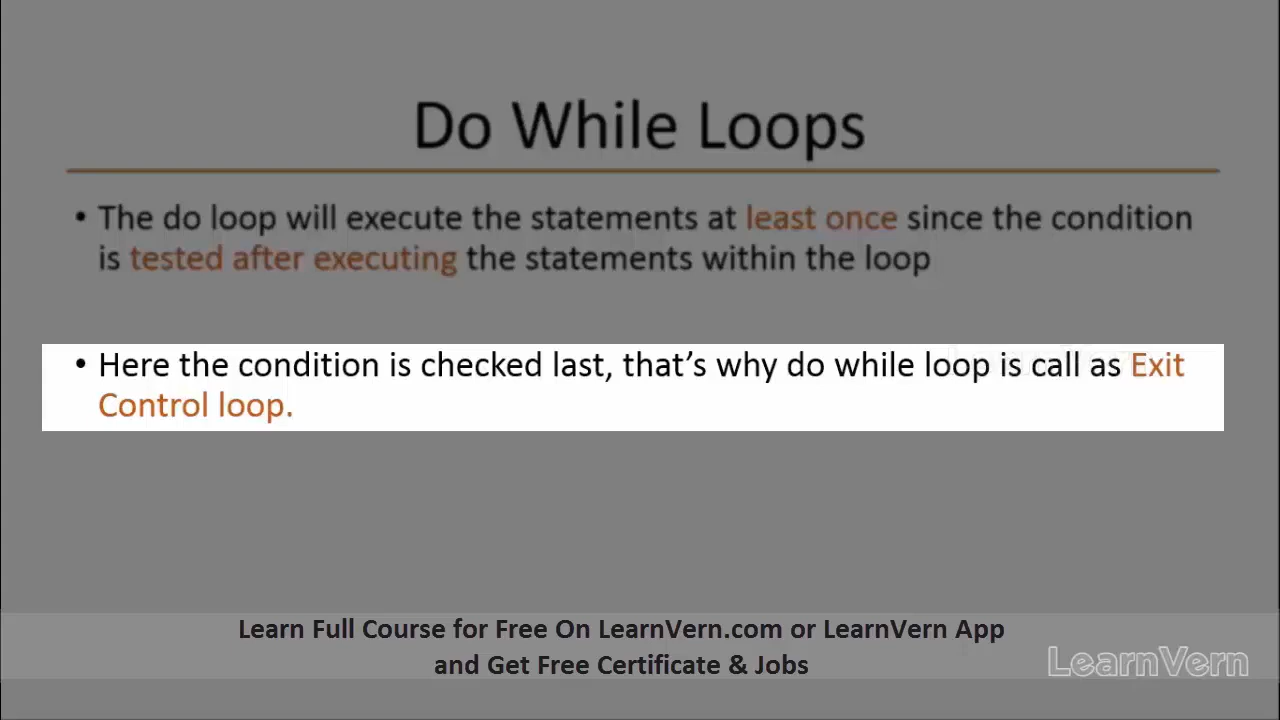 Do While Loops
• The do loop will execute the statements at least once since the condition
is tested after executing the statements within the loop
• Here the condition is checked last, that’s why do while loop is call as Exit
Control loop.
Learn Full Course for Free On LearnVern.com or LearnVern App
and Get Free Certificate & Jobs
LearnVern